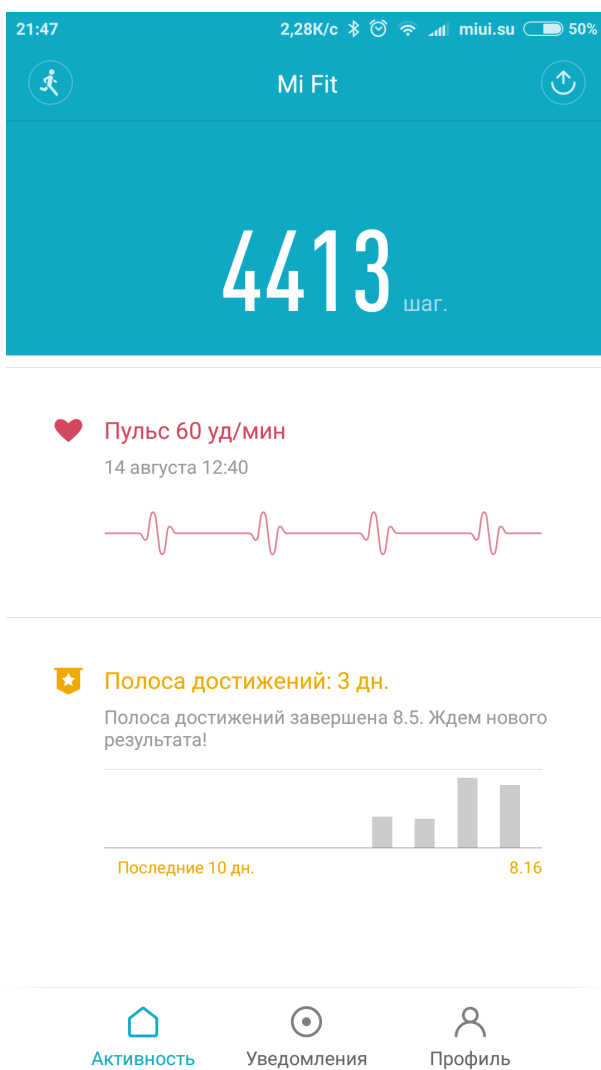 21:47 2,28K/c miui.su 50%
Mi Fit
4413 шаг.
Пульс 60 уд/мин
14 августа 12:40
Полоса достижений: 3 дн.
Полоса достижений завершена 8.5. Ждем нового
результата!
Последние 10 дн. 8.16
Активность Уведомления Профиль